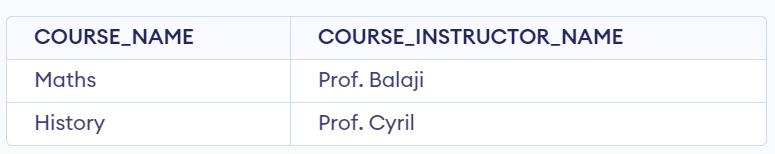 COURSE_NAME COURSE_INSTRUCTOR_NAME
Maths Prof. Balaji
History Prof. Cyril